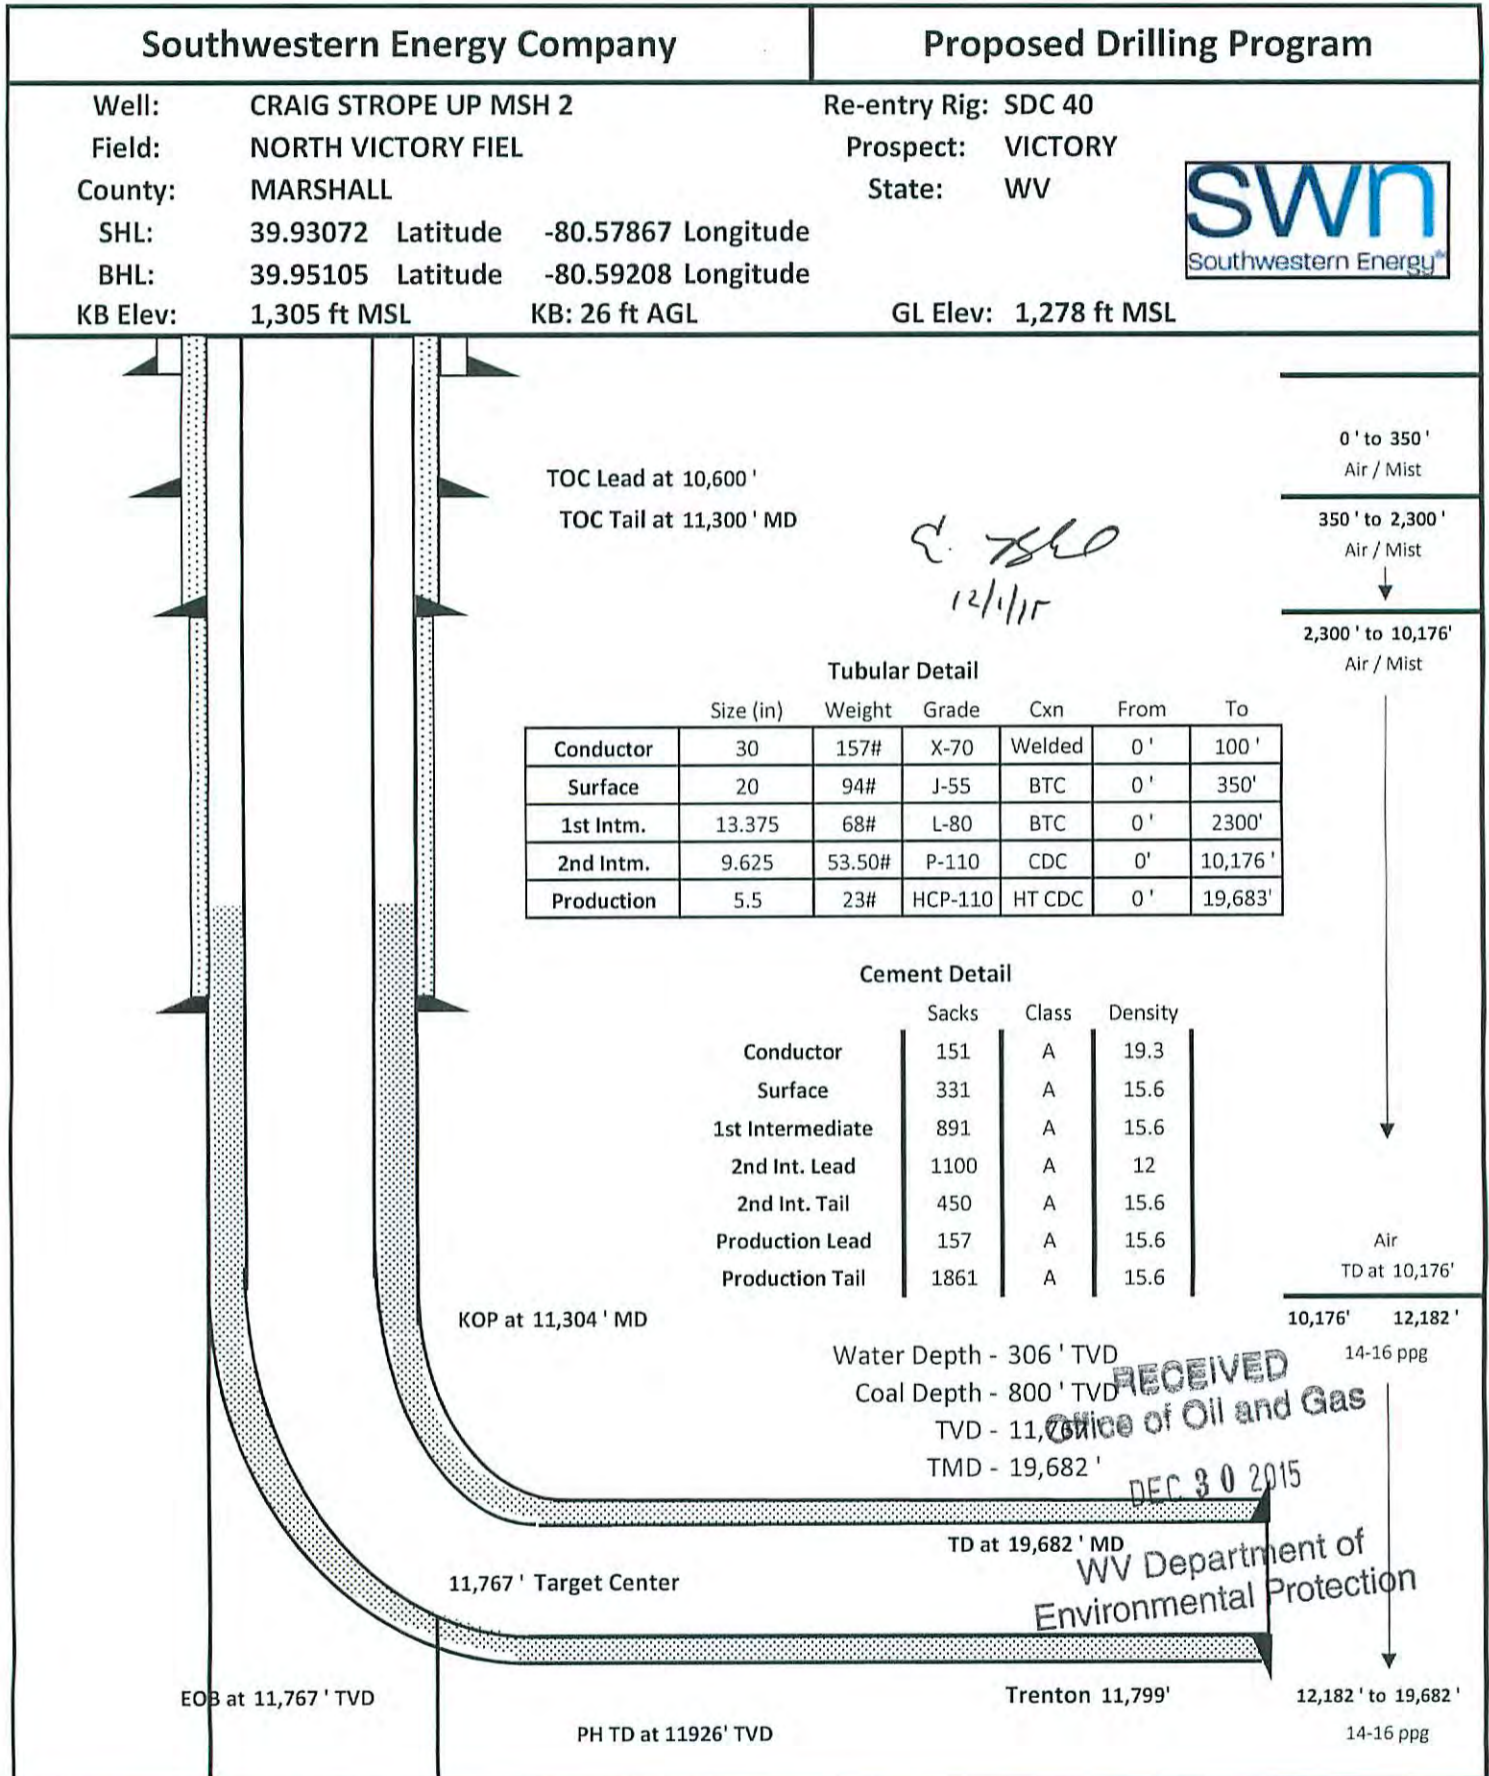 Southwestern Energy Company
Proposed Drilling Program
Well: CRAIG STROPE UP MSH 2 Re-entry Rig: SDC 40
Field: NORTH VICTORY FIEL Prospect: VICTORY
County: MARSHALL State: WV
SHL: 39.93072 Latitude -80.57867 Longitude
BHL: 39.95105 Latitude -80.59208 Longitude
KB Elev: 1,305 ft MSL KB: 26 ft AGL GL Elev: 1,278 ft MSL
swn
Southwestern Energy®
0 ' to 350 '
Air / Mist
TOC Lead at 10,600 '
TOC Tail at 11,300 ' MD
350 ' to 2,300 '
Air / Mist
12/1/15
2,300 ' to 10,176'
Air / Mist
Tubular Detail
Size (in) Weight Grade Cxn From To
Conductor 30 157# X-70 Welded 0 ' 100 '
Surface 20 94# J-55 BTC 0 ' 350'
1st Intm. 13.375 68# L-80 BTC 0 ' 2300'
2nd Intm. 9.625 53.50# P-110 CDC 0' 10,176 '
Production 5.5 23# HCP-110 HT CDC 0 ' 19,683'
Cement Detail
Sacks Class Density
Conductor 151 A 19.3
Surface 331 A 15.6
1st Intermediate 891 A 15.6
2nd Int. Lead 1100 A 12
2nd Int. Tail 450 A 15.6
Production Lead 157 A 15.6
Production Tail 1861 A 15.6
Air
TD at 10,176'
KOP at 11,304 ' MD
10,176' 12,182 '
14-16 ppg
Water Depth - 306 ' TVD
Coal Depth - 800 ' TVD
TVD -
TMD - 19,682 '
RECEIVED
Office of Oil and Gas
DEC 30 2015
WV Department of
Environmental Protection
TD at 19,682 ' MD
11,767 ' Target Center
EOB at 11,767 ' TVD
Trenton 11,799'
12,182 ' to 19,682 '
14-16 ppg
PH TD at 11926' TVD